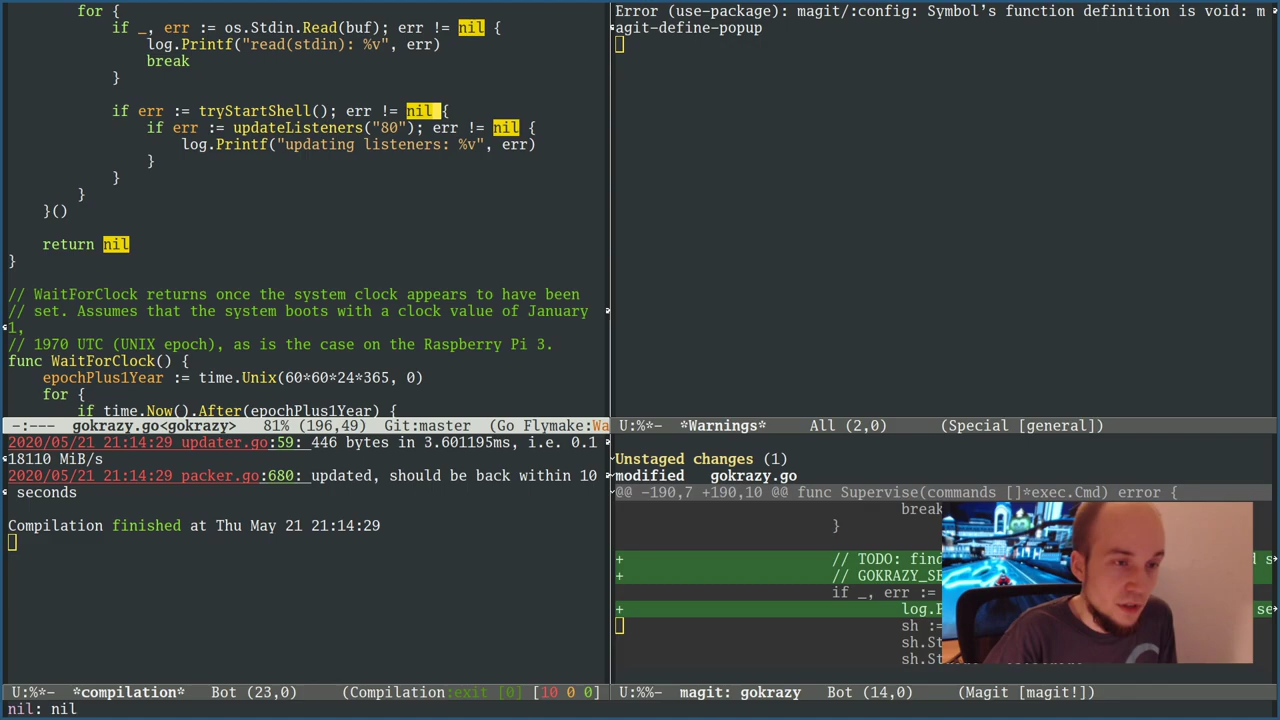 for {
if _, err := os.Stdin.Read(buf); err != nil {
log.Printf("read(stdin): %v", err)
break
}
if err := tryStartShell(); err != nil {
if err := updateListeners("80"); err != nil {
log.Printf("updating listeners: %v", err)
}
}
}
}()
return nil
}
// WaitForClock returns once the system clock appears to have been
// set. Assumes that the system boots with a clock value of January
1,
// 1970 UTC (UNIX epoch), as is the case on the Raspberry Pi 3.
func WaitForClock() {
epochPlus1Year := time.Unix(60*60*24*365, 0)
for {
if time.Now().After(epochPlus1Year) {
-:--- gokrazy.go<gokrazy> 81% (196,49) Git:master (Go Flymake:Wa
2020/05/21 21:14:29 updater.go:59: 446 bytes in 3.601195ms, i.e. 0.1
18110 MiB/s
2020/05/21 21:14:29 packer.go:680: updated, should be back within 10
seconds
Compilation finished at Thu May 21 21:14:29
U:%*- *compilation* Bot (23,0) (Compilation:exit [0] [10 0 0]
nil: nil
Error (use-package): magit/:config: Symbol’s function definition is void: m
agit-define-popup
U:%*- *Warnings* All (2,0) (Special [general])
Unstaged changes (1)
modified gokrazy.go
@@ -190,7 +190,10 @@ func Supervise(commands []*exec.Cmd) error {
break
}
+ // TODO: find s
+ // GOKRAZY_SE
if _, err :=
+ log. se
sh :=
sh.St
sh.St
U:%%- magit: gokrazy Bot (14,0) (Magit [magit!])